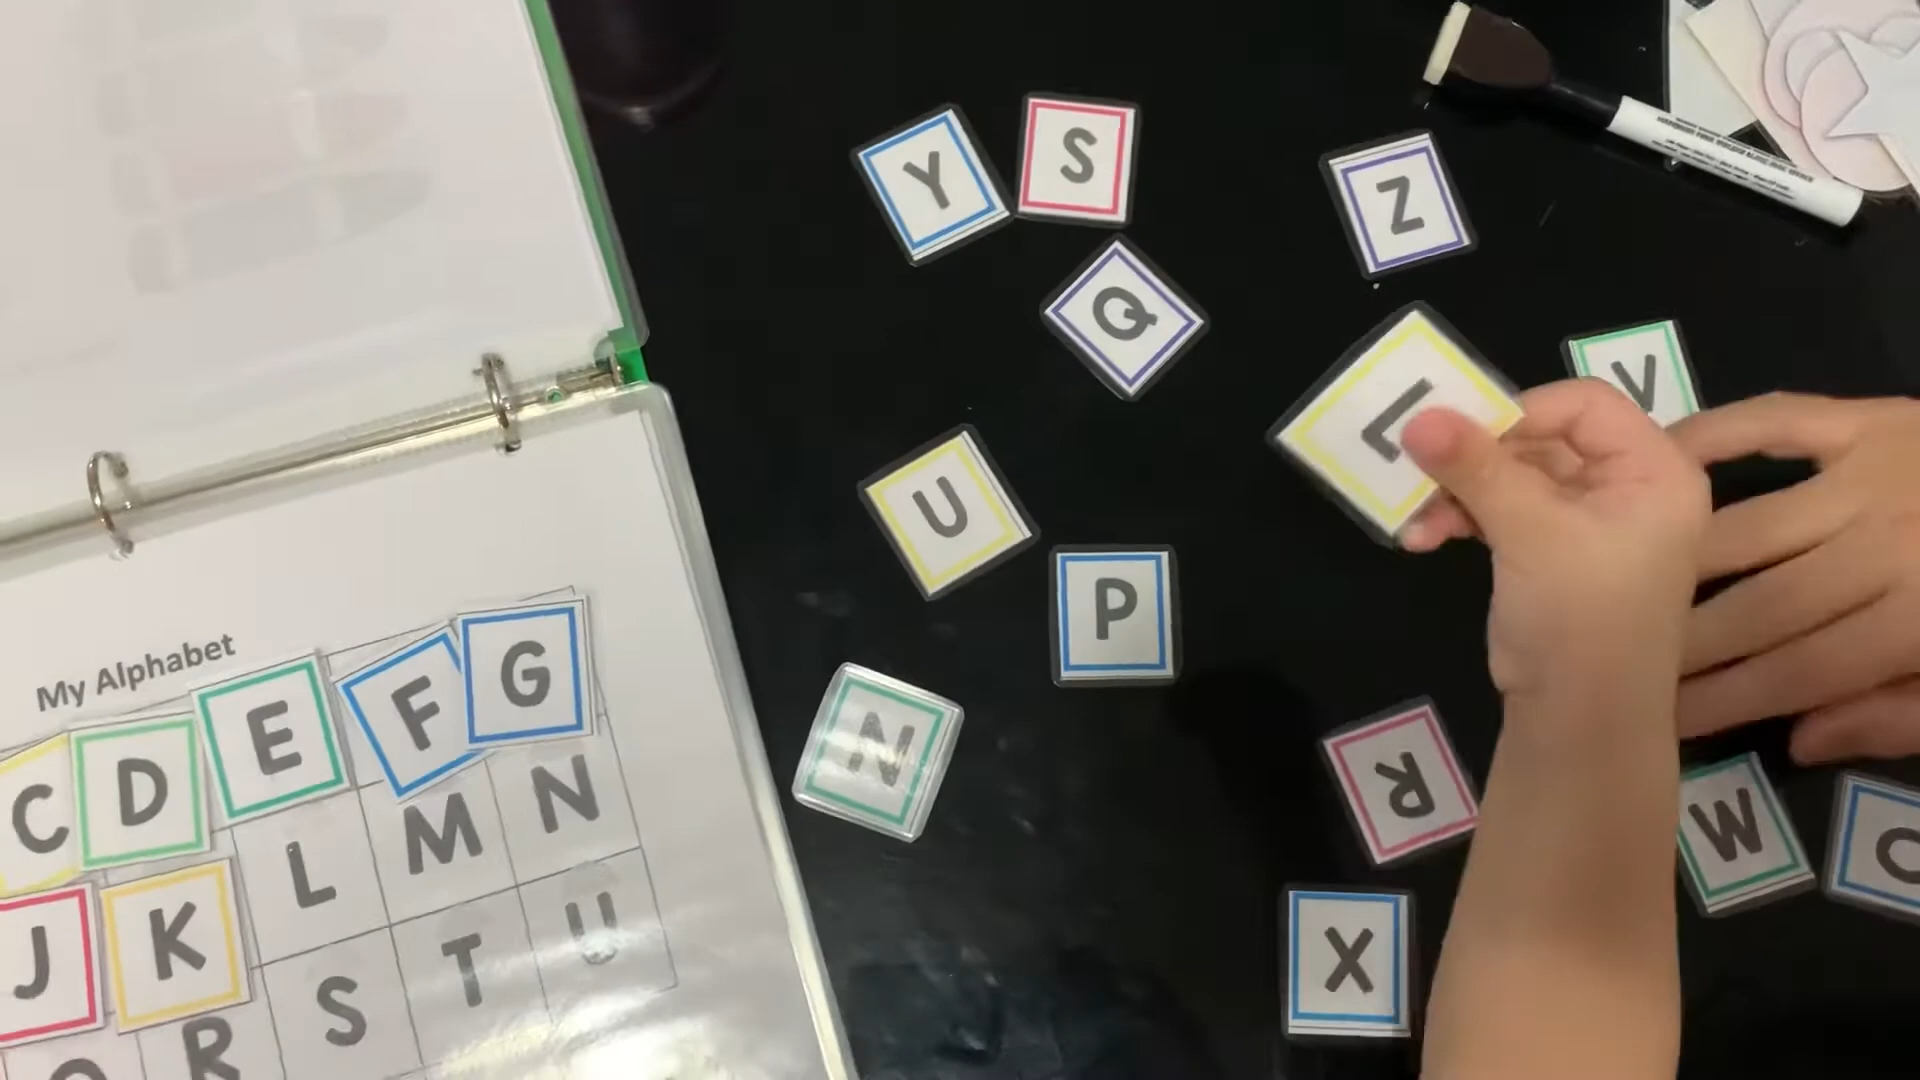 My Alphabet
C D E F G
J K L M N
R S T U
Y S Z
Q
L V
U
P
N
R W
X